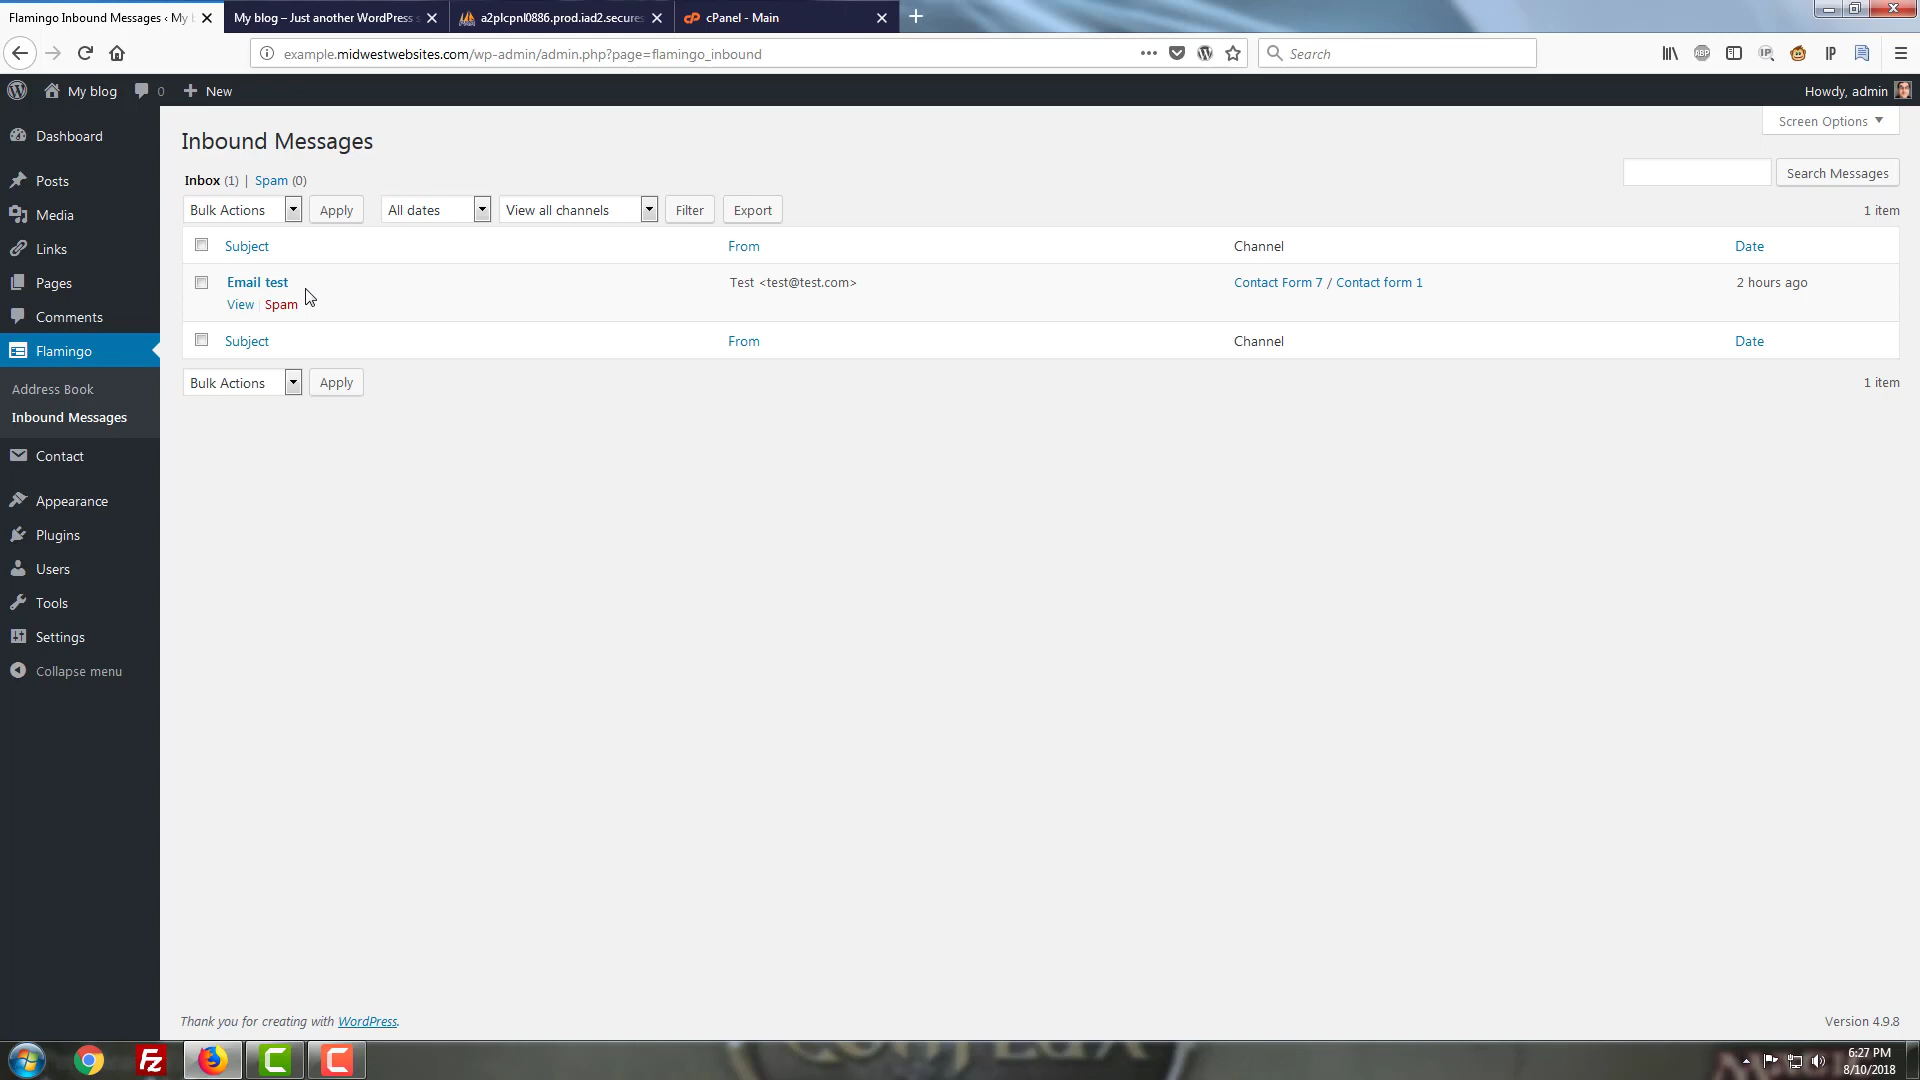 Flamingo Inbound Messages ‹ My
My blog – Just another WordPress
a2plcpnl0886.prod.iad2.secures
cPanel - Main
example.midwestwebsites.com/wp-admin/admin.php?page=flamingo_inbound
Search
My blog 0 New
Howdy, admin
Screen Options
Dashboard
Posts
Media
Links
Pages
Comments
Flamingo
Address Book
Inbound Messages
Contact
Appearance
Plugins
Users
Tools
Settings
Collapse menu
Inbound Messages
Inbox (1) | Spam (0)
Search Messages
Bulk Actions Apply All dates View all channels Filter Export 1 item
Subject From Channel Date
Email test Test <test@test.com> Contact Form 7 / Contact form 1 2 hours ago
View | Spam
Subject From Channel Date
Bulk Actions Apply 1 item
Thank you for creating with WordPress.
Version 4.9.8
6:27 PM
8/10/2018